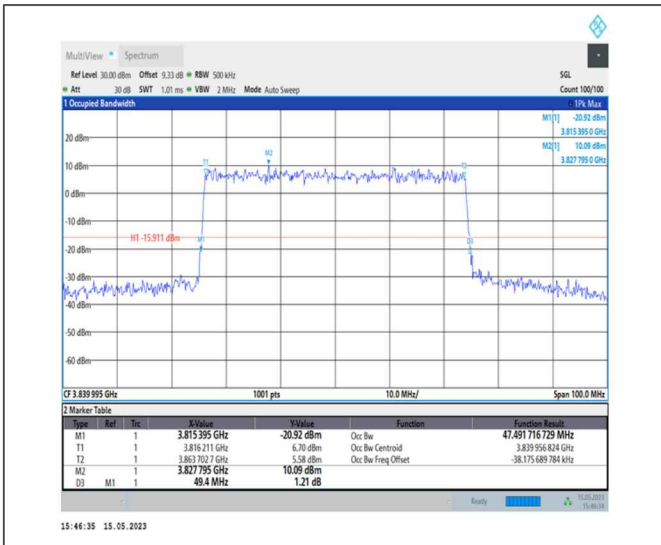 MultiView Spectrum
Ref Level 30.00 dBm Offset 9.33 dB RBW 500 kHz SGL
Att 30 dB SWT 1.01 ms VBW 2 MHz Mode Auto Sweep Count 100/100
1 Occupied Bandwidth 1Pk Max
M1[1] -20.92 dBm
3.815 395 0 GHz
M2[1] 10.09 dBm
3.827 795 0 GHz
20 dBm
10 dBm
0 dBm
-10 dBm
-20 dBm
-30 dBm
-40 dBm
-50 dBm
-60 dBm
T1
M2
H1 -15.911 dBm
M1
D3
CF 3.839 995 GHz 1001 pts 10.0 MHz/ Span 100.0 MHz
2 Marker Table
Type Ref Trc X-Value Y-Value Function Function Result
M1 1 3.815395 GHz -20.92 dBm Occ Bw 47.491 716 729 MHz
T1 1 3.816 211 GHz 6.70 dBm Occ Bw Centroid 3.839 956 824 GHz
T2 1 3.863 702 7 GHz 5.58 dBm Occ Bw Freq Offset -38.175 689 784 kHz
M2 1 3.827795 GHz 10.09 dBm
D3 M1 1 49.4 MHz 1.21 dB
Ready 15.05.2023
15:46:34
15:46:35 15.05.2023